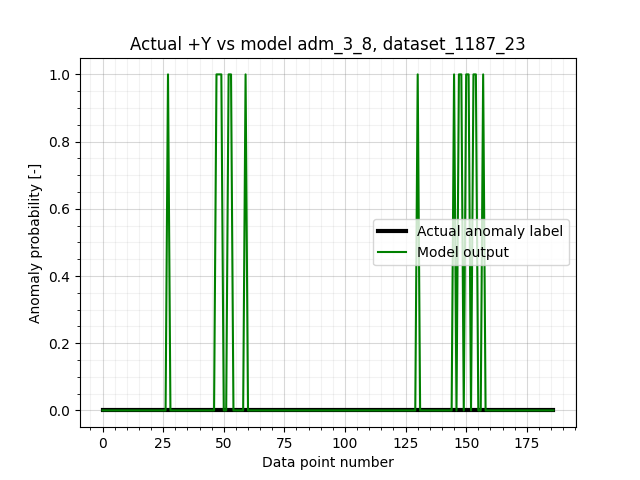 Actual +Y vs model adm_3_8, dataset_1187_23
Anomaly probability [-]
1.0
0.8
0.6
0.4
0.2
0.0
Actual anomaly label
Model output
0 25 50 75 100 125 150 175
Data point number